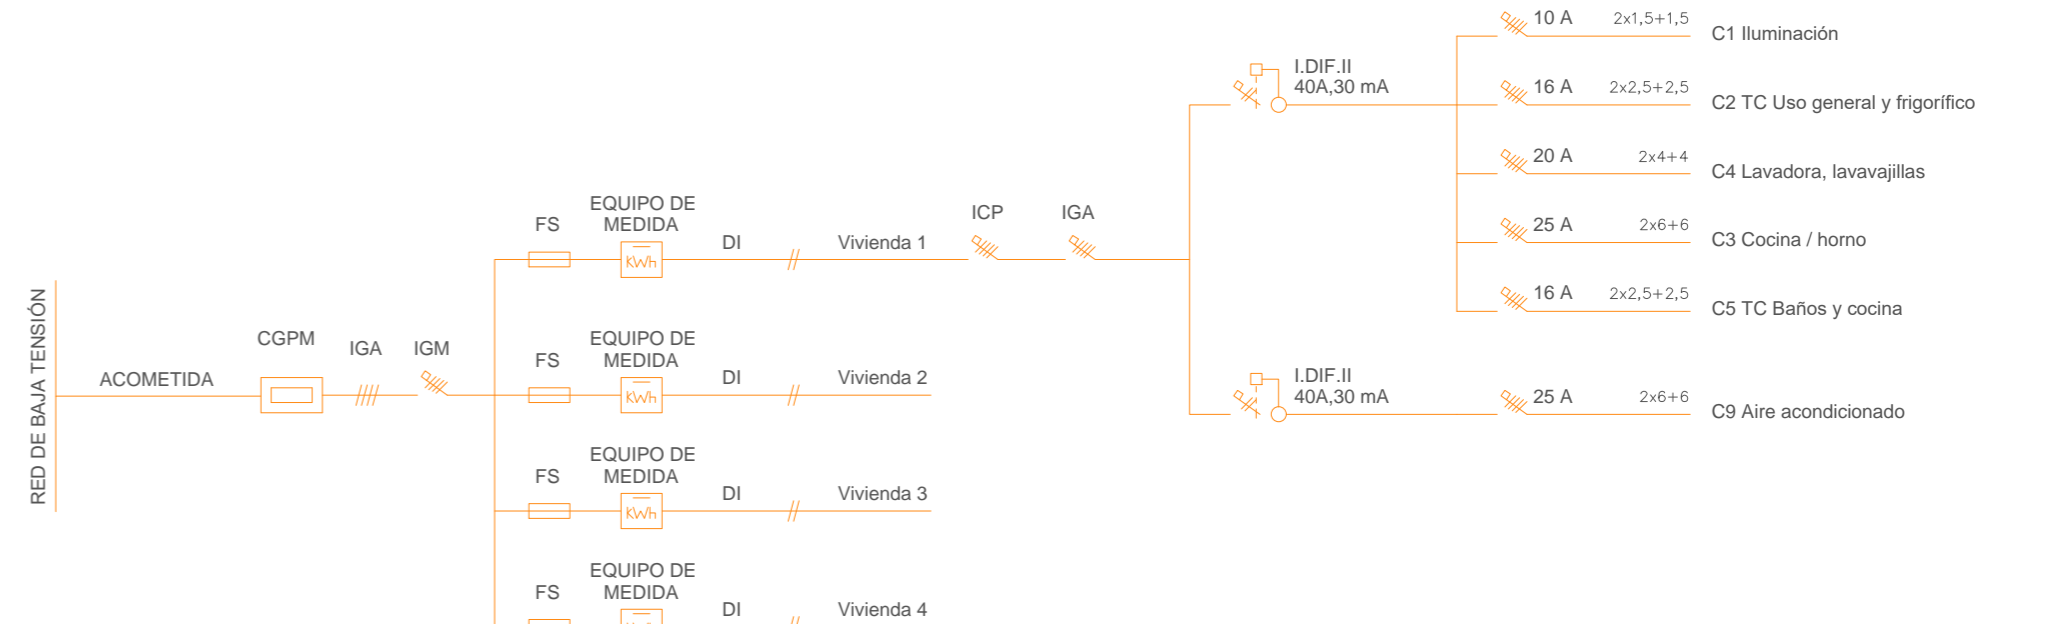 10 A
2x1,5+1,5
C1 Iluminación
I.DIF.II
40A,30 mA
16 A
2x2,5+2,5
C2 TC Uso general y frigorífico
20 A
2x4+4
C4 Lavadora, lavavajillas
25 A
2x6+6
C3 Cocina / horno
16 A
2x2,5+2,5
C5 TC Baños y cocina
I.DIF.II
40A,30 mA
25 A
2x6+6
C9 Aire acondicionado
RED DE BAJA TENSIÓN
ACOMETIDA
CGPM
IGA
IGM
FS
EQUIPO DE
MEDIDA
KWh
DI
Vivienda 1
ICP
IGA
FS
EQUIPO DE
MEDIDA
KWh
DI
Vivienda 2
FS
EQUIPO DE
MEDIDA
KWh
DI
Vivienda 3
FS
EQUIPO DE
MEDIDA
DI
Vivienda 4